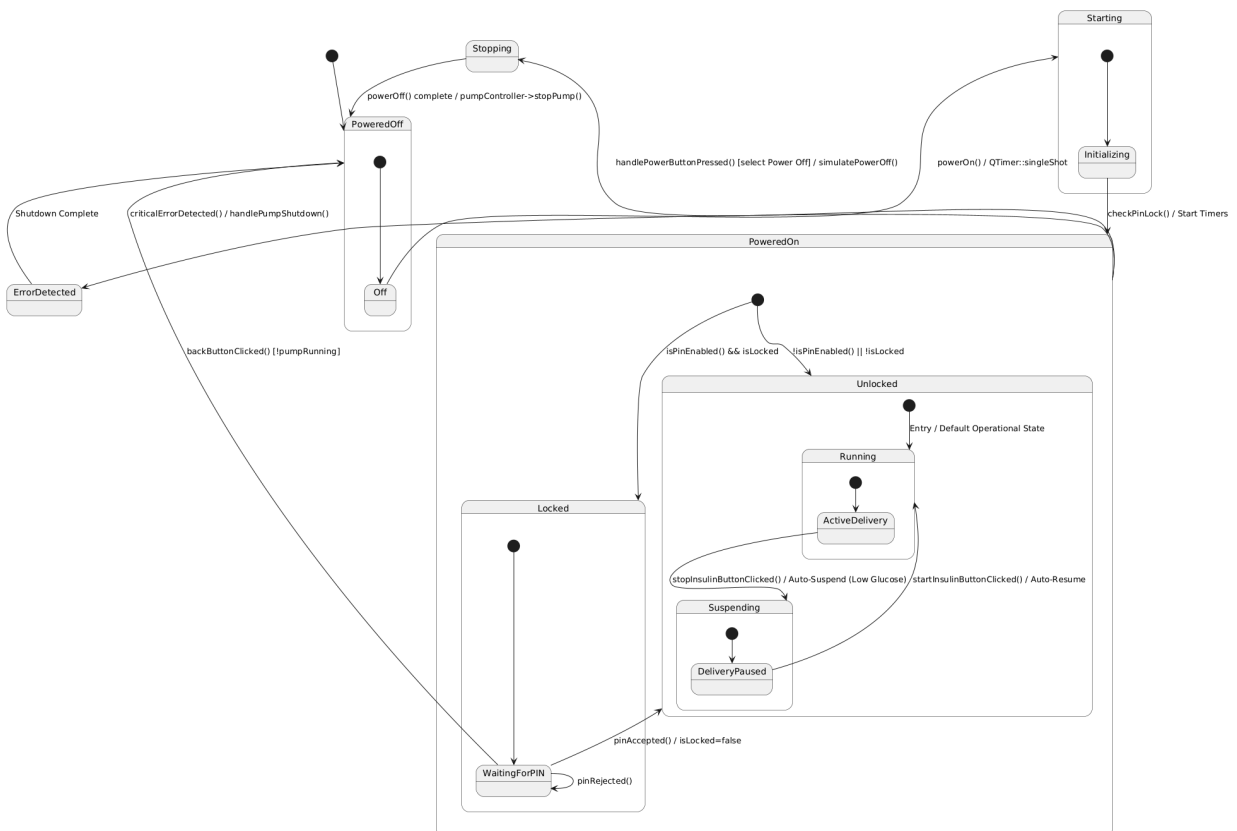 Starting
Stopping
powerOff() complete / pumpController->stopPump()
PoweredOff
Initializing
handlePowerButtonPressed() [select Power Off] / simulatePowerOff()
powerOn() / QTimer::singleShot
Shutdown Complete
criticalErrorDetected() / handlePumpShutdown()
checkPinLock() / Start Timers
PoweredOn
ErrorDetected
Off
backButtonClicked() [!pumpRunning]
isPinEnabled() && isLocked
!isPinEnabled() || !isLocked
Unlocked
Entry / Default Operational State
Running
Locked
ActiveDelivery
stopInsulinButtonClicked() / Auto-Suspend (Low Glucose)
startInsulinButtonClicked() / Auto-Resume
Suspending
DeliveryPaused
pinAccepted() / isLocked=false
WaitingForPIN
pinRejected()